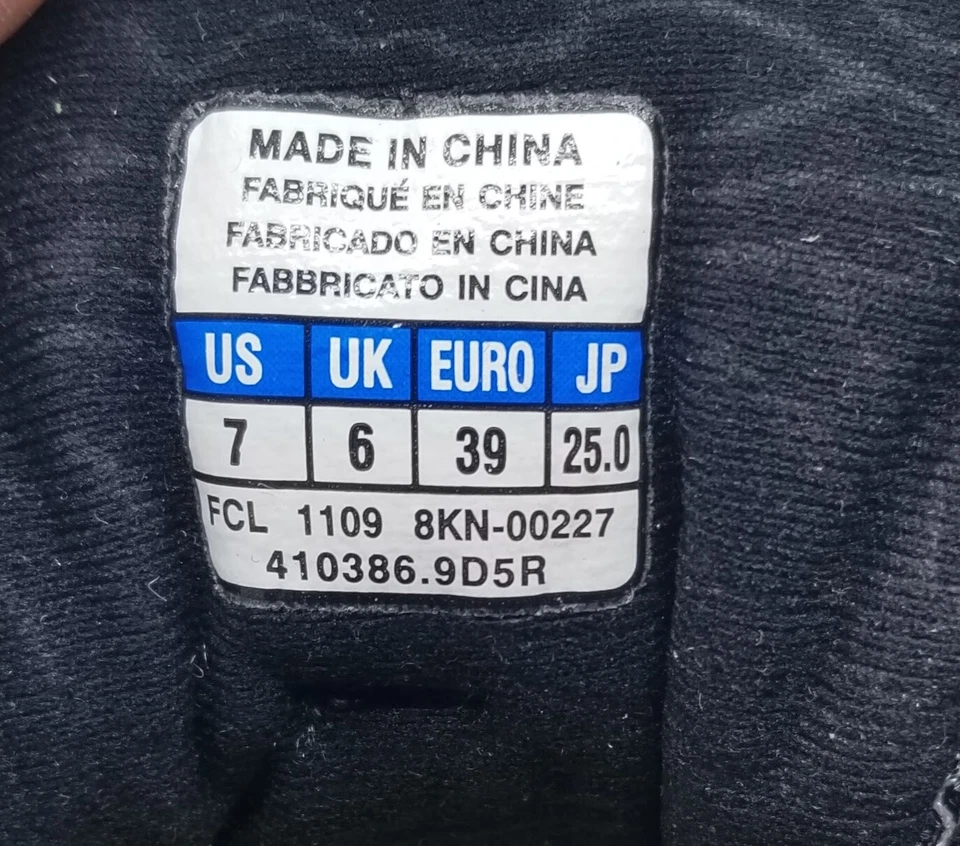 MADE IN CHINA
FABRIQUÉ EN CHINE
FABRICADO EN CHINA
FABBRICATO IN CINA
US UK EURO JP
7 6 39 25.0
FCL 1109 8KN-00227
410386.9D5R